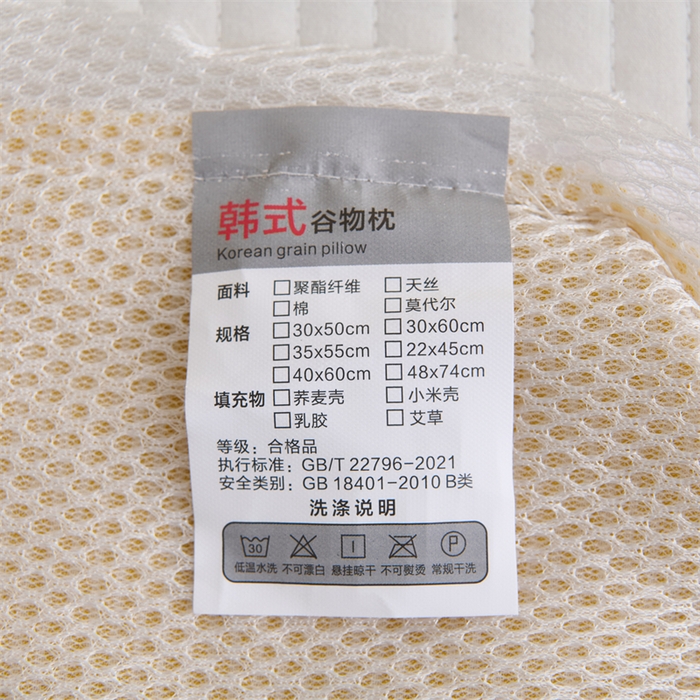 韩式谷物枕
Korean grain pillow
面料 □聚酯纤维 □天丝
□棉 □莫代尔
规格 □30x50cm □30x60cm
□35x55cm □22x45cm
□40x60cm □48x74cm
填充物 □荞麦壳 □小米壳
□乳胶 □艾草
等级：合格品
执行标准：GB/T 22796-2021
安全类别：GB 18401-2010 B类
洗涤说明
30 P
低温水洗 不可漂白 悬挂晾干 不可熨烫 常规干洗